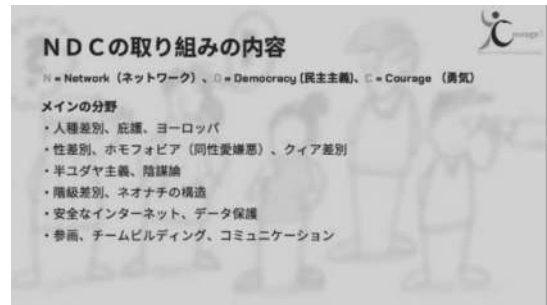 NDCの取り組みの内容
N = Network（ネットワーク）、D = Democracy (民主主義)、C = Courage （勇気）
メインの分野
・人種差別、庇護、ヨーロッパ
・性差別、ホモフォビア（同性愛嫌悪）、クィア差別
・半ユダヤ主義、陰謀論
・階級差別、ネオナチの構造
・安全なインターネット、データ保護
・参画、チームビルディング、コミュニケーション
Courage